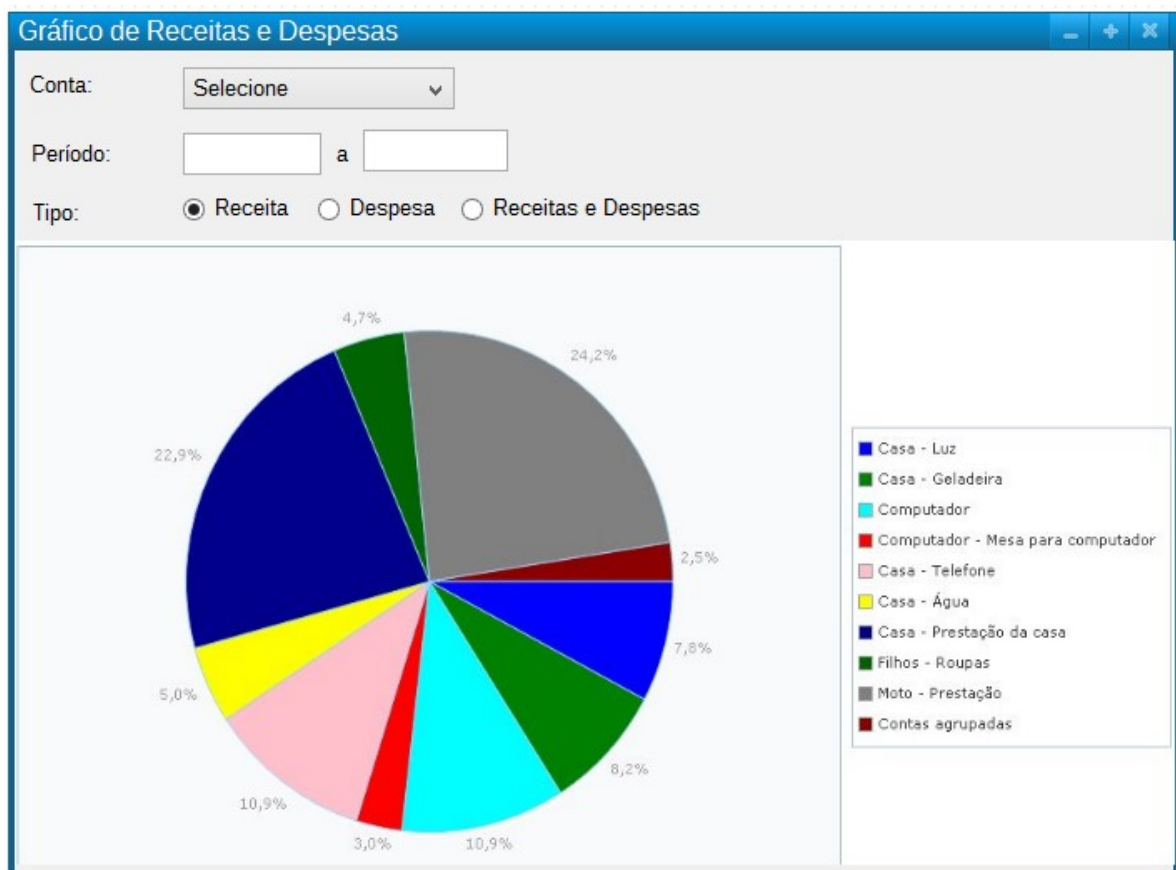 Gráfico de Receitas e Despesas
Conta: Selecione
Período: a
Tipo: Receita Despesa Receitas e Despesas
4,7%
24,2%
22,9%
2,5%
7,8%
5,0%
8,2%
10,9%
3,0%
10,9%
Casa - Luz
Casa - Geladeira
Computador
Computador - Mesa para computador
Casa - Telefone
Casa - Água
Casa - Prestação da casa
Filhos - Roupas
Moto - Prestação
Contas agrupadas